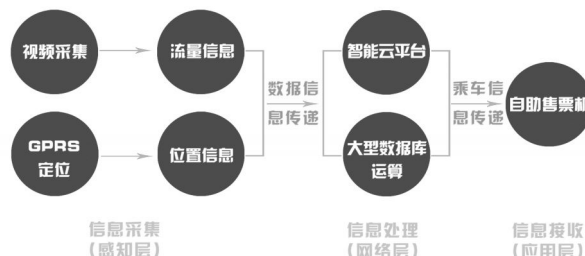 视频采集
流量信息
数据信
息传递
智能云平台
乘车信
息传递
自助售票机
GPRS
定位
位置信息
大型数据库
运算
信息采集
(感知层)
信息处理
(网络层)
信息接收
(应用层)